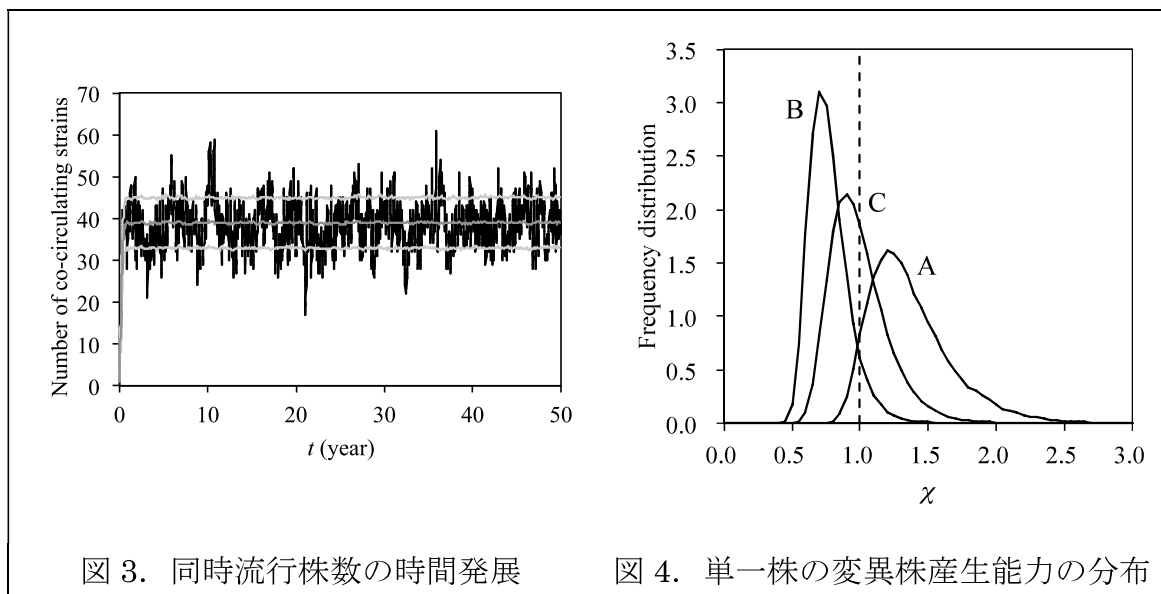 Number of co-circulating strains
70
60
50
40
30
20
10
0
0 10 20 30 40 50
t (year)
Frequency distribution
3.5
3.0
2.5
2.0
1.5
1.0
0.5
0.0
B
C
A
0.0 0.5 1.0 1.5 2.0 2.5 3.0
χ
図 3. 同時流行株数の時間発展
図 4. 単一株の変異株産生能力の分布